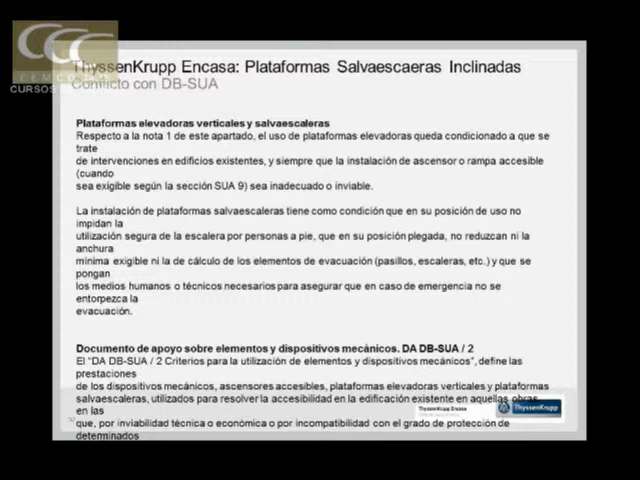 CURSOS
ThyssenKrupp Encasa: Plataformas Salvaescaeras Inclinadas
Conflicto con DB-SUA
Plataformas elevadoras verticales y salvaescaleras
Respecto a la nota 1 de este apartado, el uso de plataformas elevadoras queda condicionado a que se
trate
de intervenciones en edificios existentes, y siempre que la instalación de ascensor o rampa accesible
(cuando
sea exigible según la sección SUA 9) sea inadecuado o inviable.
La instalación de plataformas salvaescaleras tiene como condición que en su posición de uso no
impidan la
utilización segura de la escalera por personas a pie, que en su posición plegada, no reduzcan ni la
anchura
mínima exigible ni la de cálculo de los elementos de evacuación (pasillos, escaleras, etc.) y que se
pongan
los medios humanos o técnicos necesarios para asegurar que en caso de emergencia no se
entorpezca la
evacuación.
Documento de apoyo sobre elementos y dispositivos mecánicos. DA DB-SUA / 2
El “DA DB-SUA / 2 Criterios para la utilización de elementos y dispositivos mecánicos”, define las
prestaciones
de los dispositivos mecánicos, ascensores accesibles, plataformas elevadoras verticales y plataformas
salvaescaleras, utilizados para resolver la accesibilidad en la edificación existente en aquellas obras
en las
que, por inviabilidad técnica o económica o por incompatibilidad con el grado de protección de
determinados
ThyssenKrupp Encasa
ThyssenKrupp